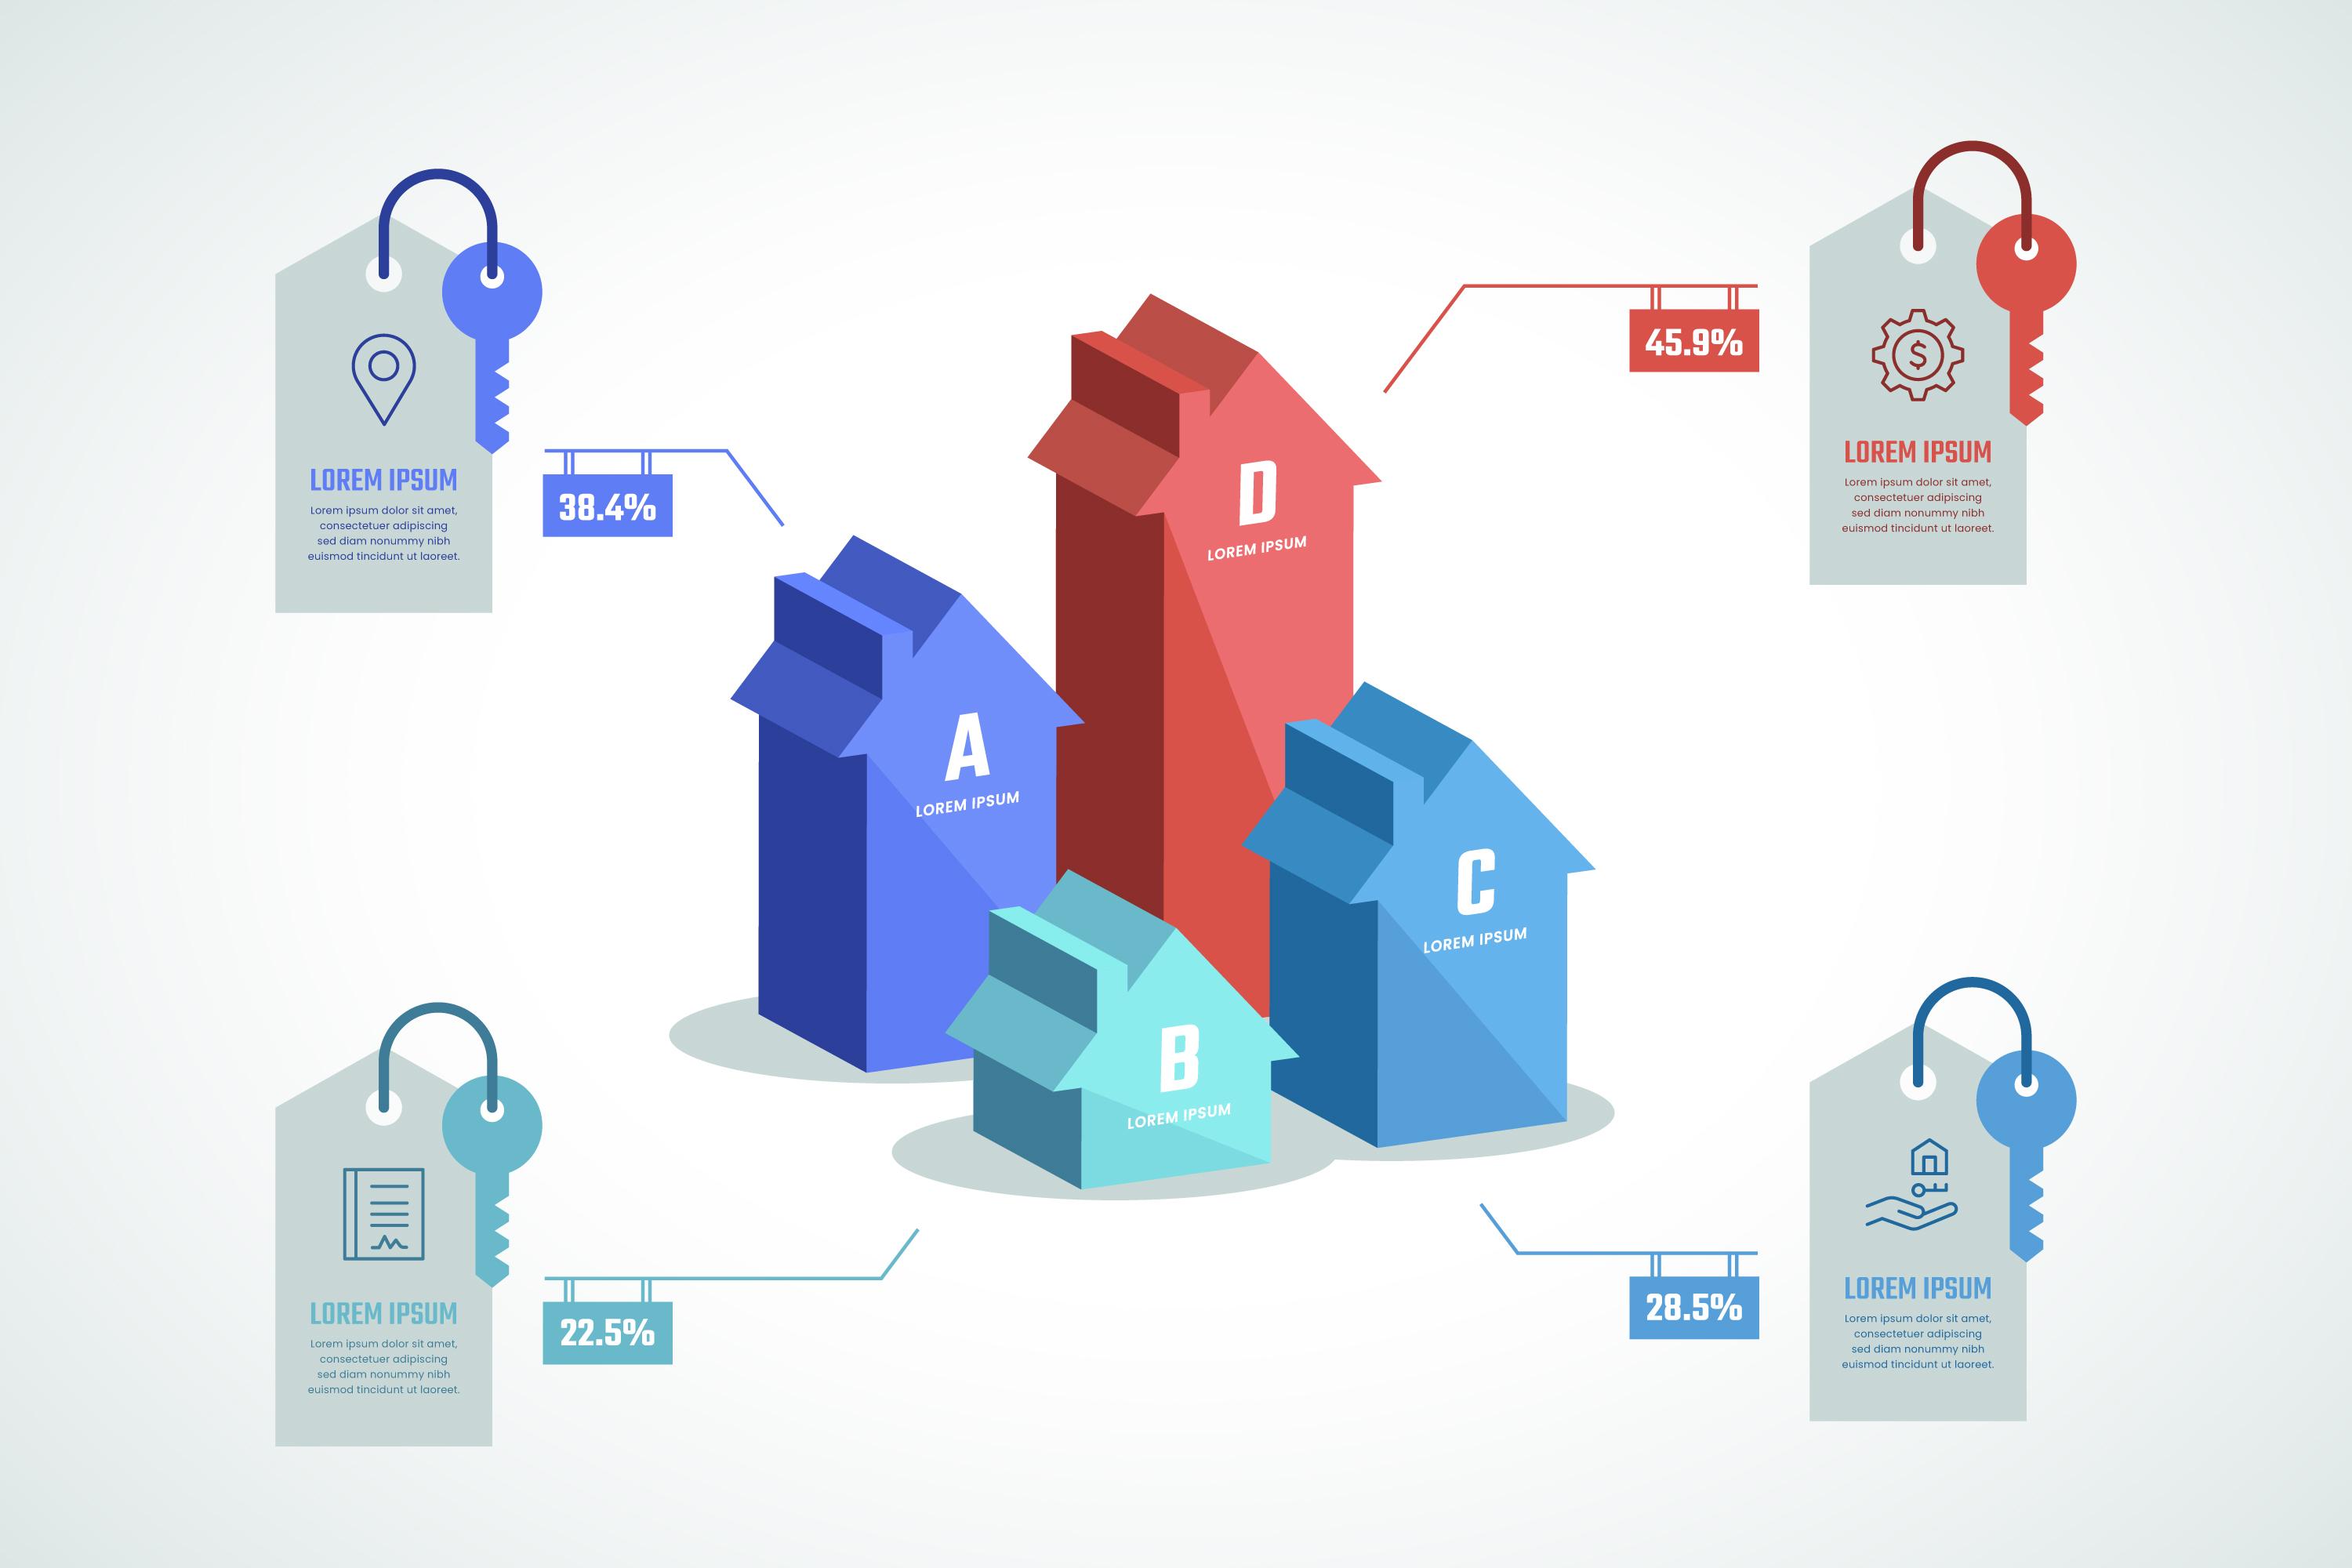 LOREM IPSUM
Lorem ipsum dolor sit amet,
consectetuer adipiscing
sed diam nonummy nibh
euismod tincidunt ut laoreet.
38.4%
45.9%
$
LOREM IPSUM
Lorem ipsum dolor sit amet,
consectetuer adipiscing
sed diam nonummy nibh
euismod tincidunt ut laoreet.
D
LOREM IPSUM
A
LOREM IPSUM
C
LOREM IPSUM
B
LOREM IPSUM
LOREM IPSUM
Lorem ipsum dolor sit amet,
consectetuer adipiscing
sed diam nonummy nibh
euismod tincidunt ut laoreet.
22.5%
28.5%
LOREM IPSUM
Lorem ipsum dolor sit amet,
consectetuer adipiscing
sed diam nonummy nibh
euismod tincidunt ut laoreet.